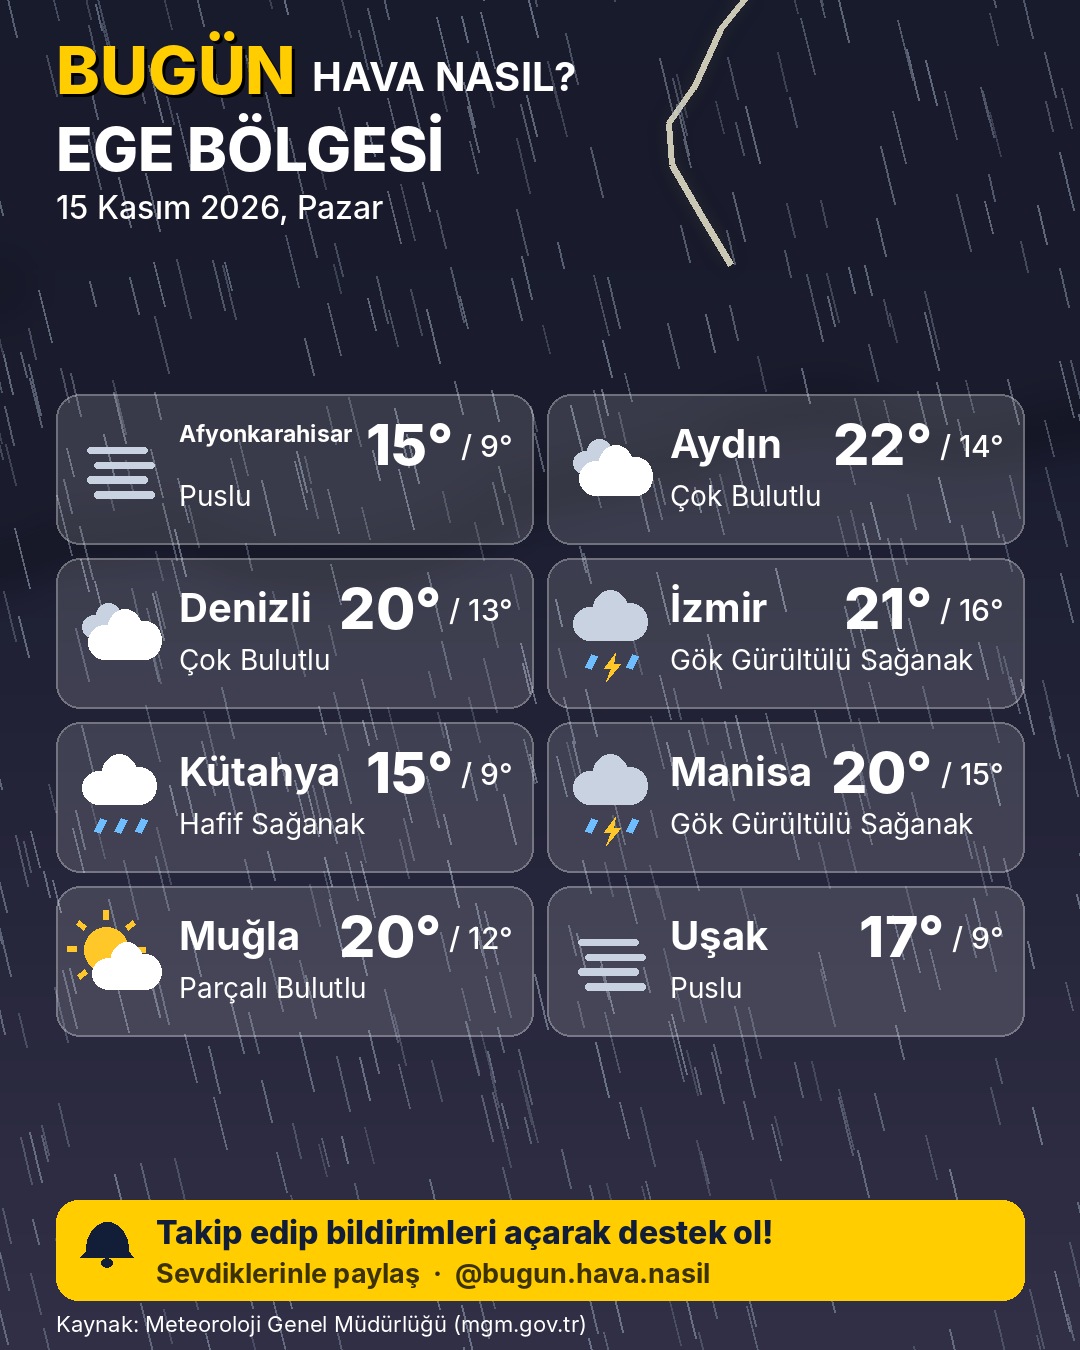 BUGÜN HAVA NASIL?
EGE BÖLGESİ
15 Kasım 2026, Pazar
Afyonkarahisar 15° / 9°
Puslu
Aydın 22° / 14°
Çok Bulutlu
Denizli 20° / 13°
Çok Bulutlu
İzmir 21° / 16°
Gök Gürültülü Sağanak
Kütahya 15° / 9°
Hafif Sağanak
Manisa 20° / 15°
Gök Gürültülü Sağanak
Muğla 20° / 12°
Parçalı Bulutlu
Uşak 17° / 9°
Puslu
Takip edip bildirimleri açarak destek ol!
Sevdiklerinle paylaş · @bugun.hava.nasil
Kaynak: Meteoroloji Genel Müdürlüğü (mgm.gov.tr)